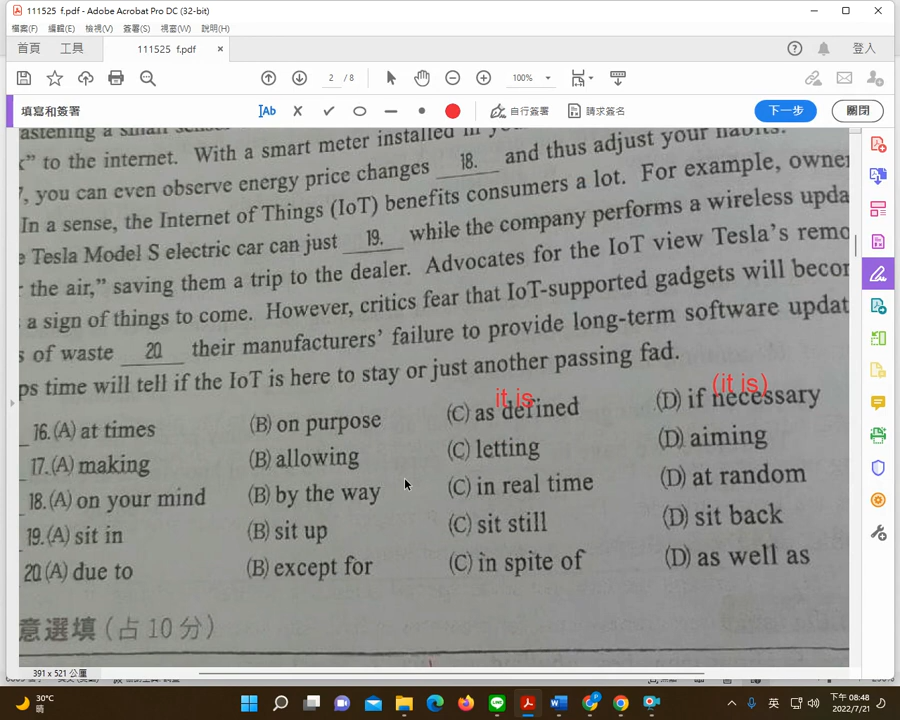 111525 f.pdf - Adobe Acrobat Pro DC (32-bit)
檔案(F) 編輯(E) 檢視(V) 簽署(S) 視窗(W) 說明(H)
首頁 工具 111525 f.pdf × 登入
2 / 8 100%
填寫和簽署 Ab 自行簽署 請求簽名 下一步 關閉
astening a small
” to the internet. With a smart meter installed in
, you can even observe energy price changes 18. and thus adjust your habits.
In a sense, the Internet of Things (IoT) benefits consumers a lot. For example, owner
e Tesla Model S electric car can just 19. while the company performs a wireless upda
the air,” saving them a trip to the dealer. Advocates for the IoT view Tesla’s remo
a sign of things to come. However, critics fear that IoT-supported gadgets will becor
s of waste 20 their manufacturers’ failure to provide long-term software updat
ps time will tell if the IoT is here to stay or just another passing fad.
it is (it is)
16.(A) at times (B) on purpose (C) as defined (D) if necessary
17.(A) making (B) allowing (C) letting (D) aiming
18.(A) on your mind (B) by the way (C) in real time (D) at random
19.(A) sit in (B) sit up (C) sit still (D) sit back
20.(A) due to (B) except for (C) in spite of (D) as well as
意選填（占 10 分）
391 x 521 公厘
30°C
晴
英
下午 08:48
2022/7/21